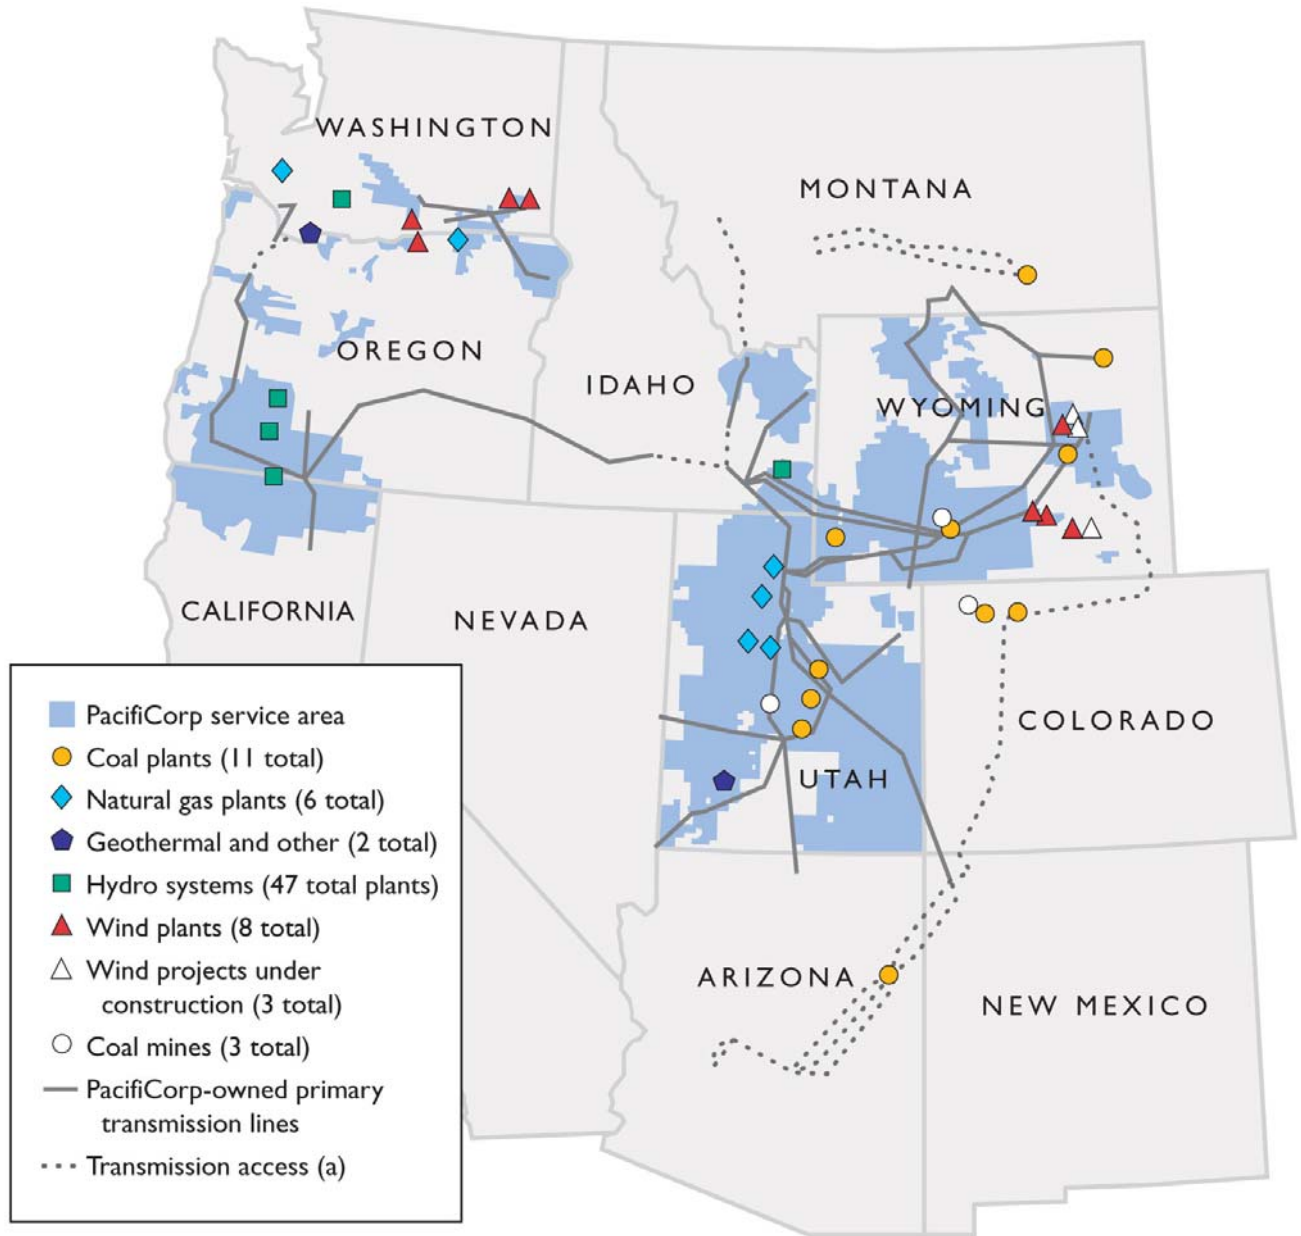 WASHINGTON
MONTANA
OREGON
IDAHO
WYOMING
CALIFORNIA
NEVADA
COLORADO
UTAH
ARIZONA
NEW MEXICO
PacifiCorp service area
Coal plants (11 total)
Natural gas plants (6 total)
Geothermal and other (2 total)
Hydro systems (47 total plants)
Wind plants (8 total)
Wind projects under
construction (3 total)
Coal mines (3 total)
PacifiCorp-owned primary
transmission lines
Transmission access (a)